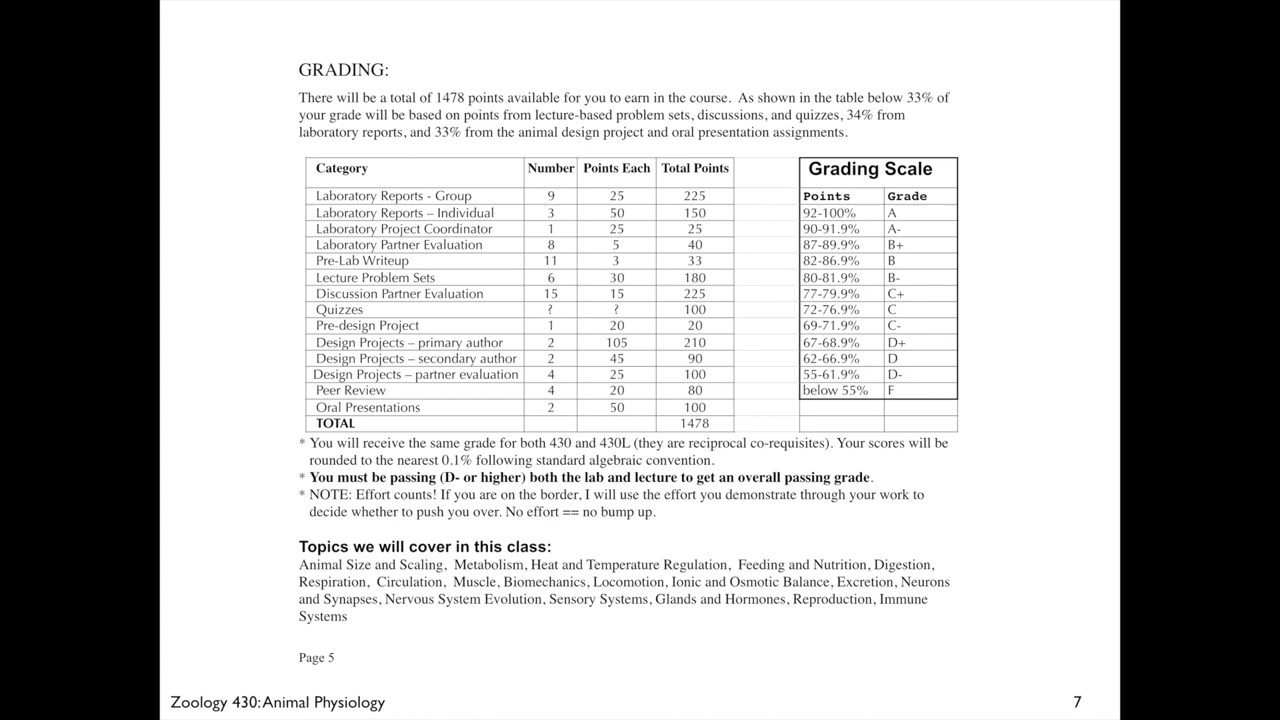 GRADING:
There will be a total of 1478 points available for you to earn in the course. As shown in the table below 33% of
your grade will be based on points from lecture-based problem sets, discussions, and quizzes, 34% from
laboratory reports, and 33% from the animal design project and oral presentation assignments.
Category Number Points Each Total Points
Laboratory Reports - Group 9 25 225
Laboratory Reports – Individual 3 50 150
Laboratory Project Coordinator 1 25 25
Laboratory Partner Evaluation 8 5 40
Pre-Lab Writeup 11 3 33
Lecture Problem Sets 6 30 180
Discussion Partner Evaluation 15 15 225
Quizzes ? ? 100
Pre-design Project 1 20 20
Design Projects – primary author 2 105 210
Design Projects – secondary author 2 45 90
Design Projects – partner evaluation 4 25 100
Peer Review 4 20 80
Oral Presentations 2 50 100
TOTAL 1478
Grading Scale
Points Grade
92-100% A
90-91.9% A-
87-89.9% B+
82-86.9% B
80-81.9% B-
77-79.9% C+
72-76.9% C
69-71.9% C-
67-68.9% D+
62-66.9% D
55-61.9% D-
below 55% F
* You will receive the same grade for both 430 and 430L (they are reciprocal co-requisites). Your scores will be
rounded to the nearest 0.1% following standard algebraic convention.
* You must be passing (D- or higher) both the lab and lecture to get an overall passing grade.
* NOTE: Effort counts! If you are on the border, I will use the effort you demonstrate through your work to
decide whether to push you over. No effort == no bump up.
Topics we will cover in this class:
Animal Size and Scaling, Metabolism, Heat and Temperature Regulation, Feeding and Nutrition, Digestion,
Respiration, Circulation, Muscle, Biomechanics, Locomotion, Ionic and Osmotic Balance, Excretion, Neurons
and Synapses, Nervous System Evolution, Sensory Systems, Glands and Hormones, Reproduction, Immune
Systems
Page 5
Zoology 430: Animal Physiology
7